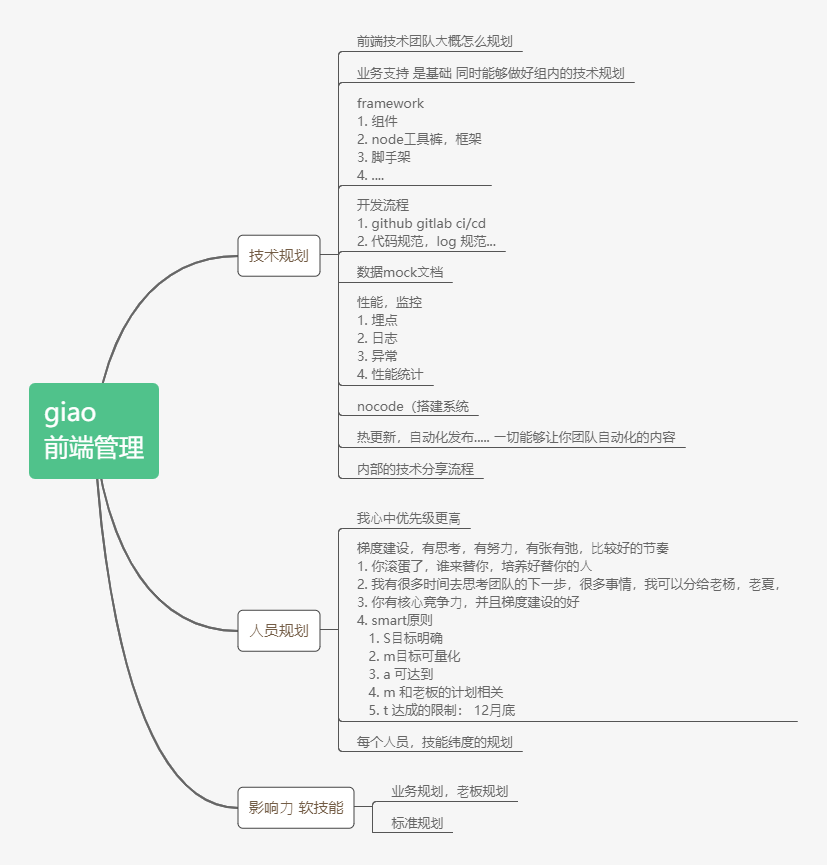 giao
前端管理
技术规划
前端技术团队大概怎么规划
业务支持 是基础 同时能够做好组内的技术规划
framework
1. 组件
2. node工具裤，框架
3. 脚手架
4. ....
开发流程
1. github gitlab ci/cd
2. 代码规范，log 规范...
数据mock文档
性能，监控
1. 埋点
2. 日志
3. 异常
4. 性能统计
nocode（搭建系统
热更新，自动化发布..... 一切能够让你团队自动化的内容
内部的技术分享流程
人员规划
我心中优先级更高
梯度建设，有思考，有努力，有张有弛，比较好的节奏
1. 你滚蛋了，谁来替你，培养好替你的人
2. 我有很多时间去思考团队的下一步，很多事情，我可以分给老杨，老夏，
3. 你有核心竞争力，并且梯度建设的好
4. smart原则
1. S目标明确
2. m目标可量化
3. a 可达到
4. m 和老板的计划相关
5. t 达成的限制： 12月底
每个人员，技能纬度的规划
影响力 软技能
业务规划，老板规划
标准规划